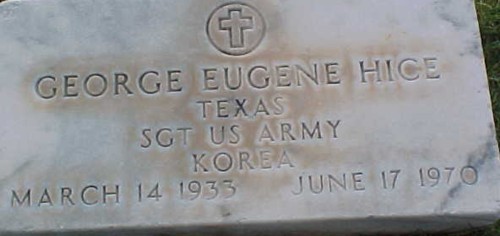 GEORGE EUGENE HICE
TEXAS
SGT US ARMY
KOREA
MARCH 14 1933 JUNE 17 1970